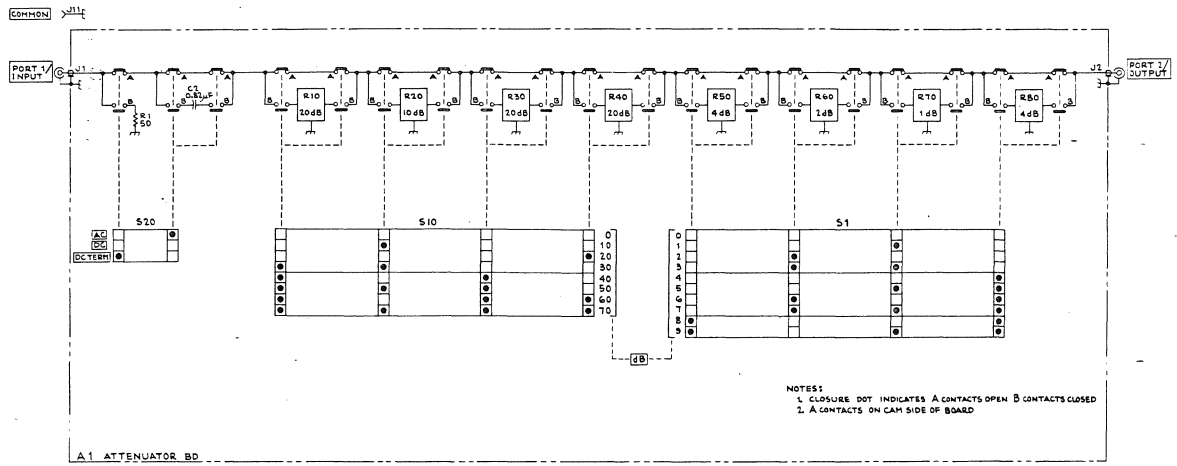 COMMON J11
PORT 1/
INPUT
J1
J2
PORT 2/
OUTPUT
A A A A A A A A A A A A A A A A A A A
B B B B B B B B B B B B B B B B B B B
C2
0.82µF
R1
50
R10
20dB
R20
10dB
R30
20dB
R40
20dB
R50
4dB
R60
2dB
R70
1dB
R80
4dB
S20
AC
DC
DC TERM
S10
0
10
20
30
40
50
60
70
S1
0
1
2
3
4
5
6
7
8
9
dB
NOTES:
1. CLOSURE DOT INDICATES A CONTACTS OPEN B CONTACTS CLOSED
2. A CONTACTS ON CAM SIDE OF BOARD
A1 ATTENUATOR BD